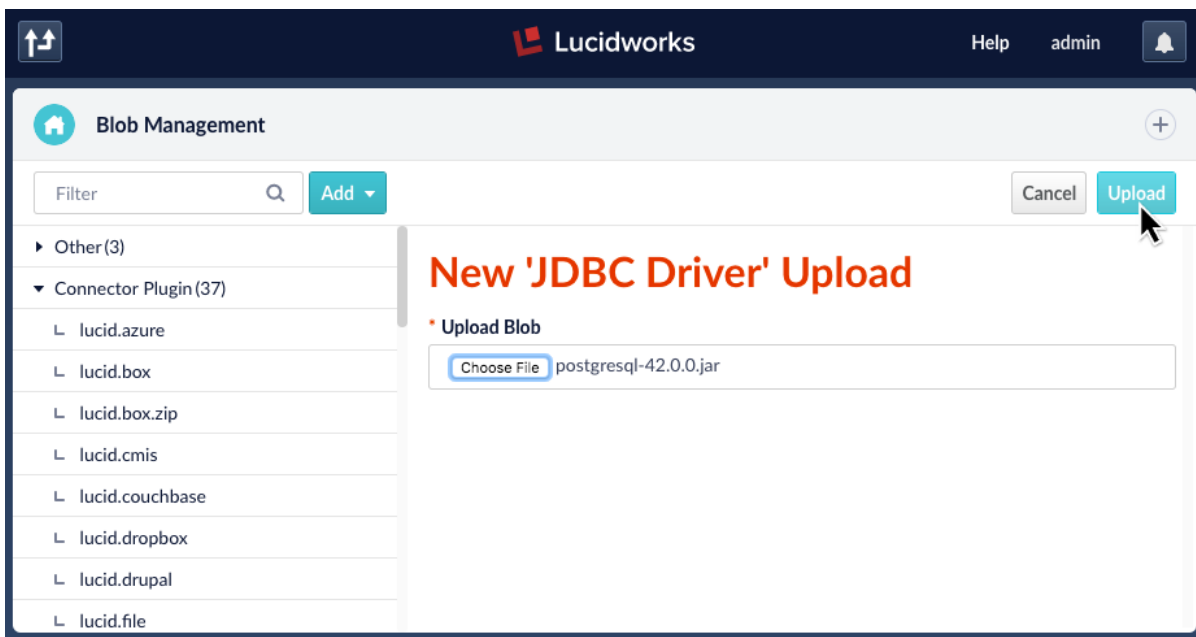 Lucidworks
Help admin
Blob Management
Filter Add Cancel Upload
Other (3)
Connector Plugin (37)
lucid.azure
lucid.box
lucid.box.zip
lucid.cmis
lucid.couchbase
lucid.dropbox
lucid.drupal
lucid.file
New 'JDBC Driver' Upload
* Upload Blob
Choose File postgresql-42.0.0.jar